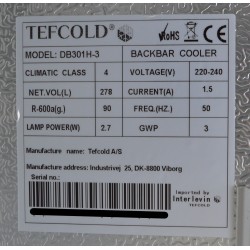 TEFCOLD® RoHS
MODEL: DB301H-3 BACKBAR COOLER
CLIMATIC CLASS 4 VOLTAGE(V) 220-240
NET.VOL(L) 278 CURRENT(A) 1.5
R-600a(g.) 90 FREQ.(HZ.) 50
LAMP POWER(W) 2.7 GWP 3
Manufacture name: Tefcold A/S
Manufacture address: Industrivej 25, DK-8800 Viborg
Serial no.:
Imported by
Interlevin
TEFCOLD